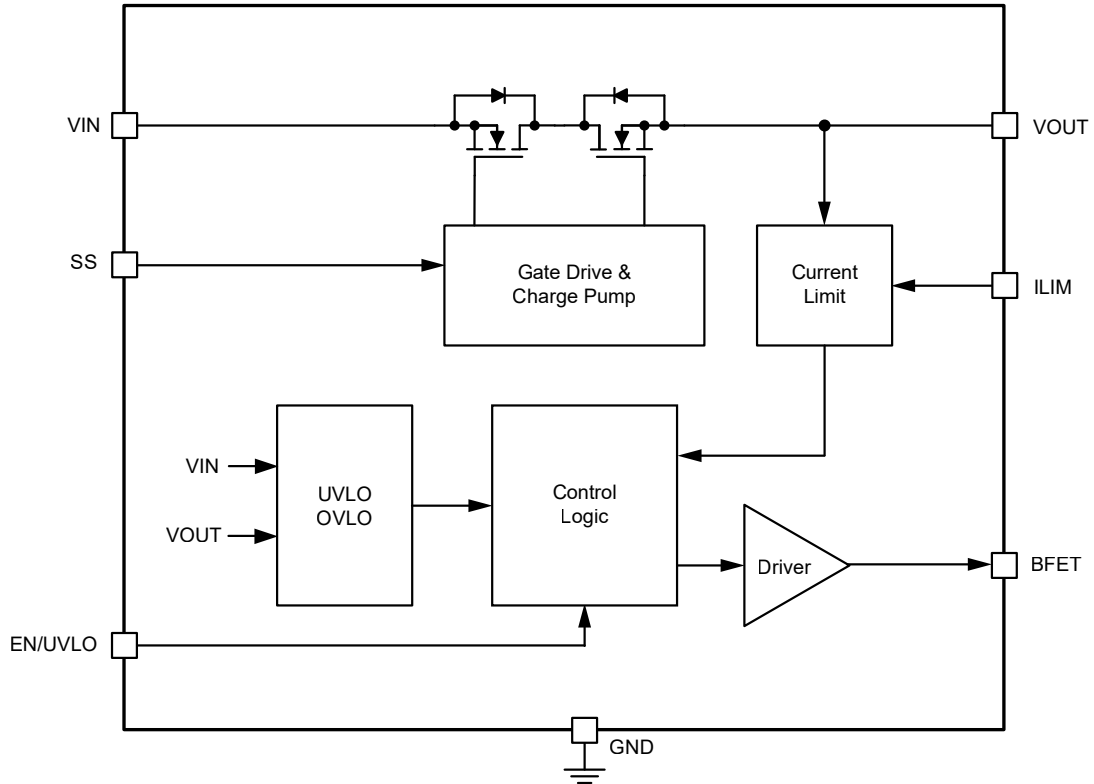 VIN
VOUT
SS
Gate Drive &
Charge Pump
Current
Limit
ILIM
VIN
VOUT
UVLO
OVLO
Control
Logic
Driver
BFET
EN/UVLO
GND